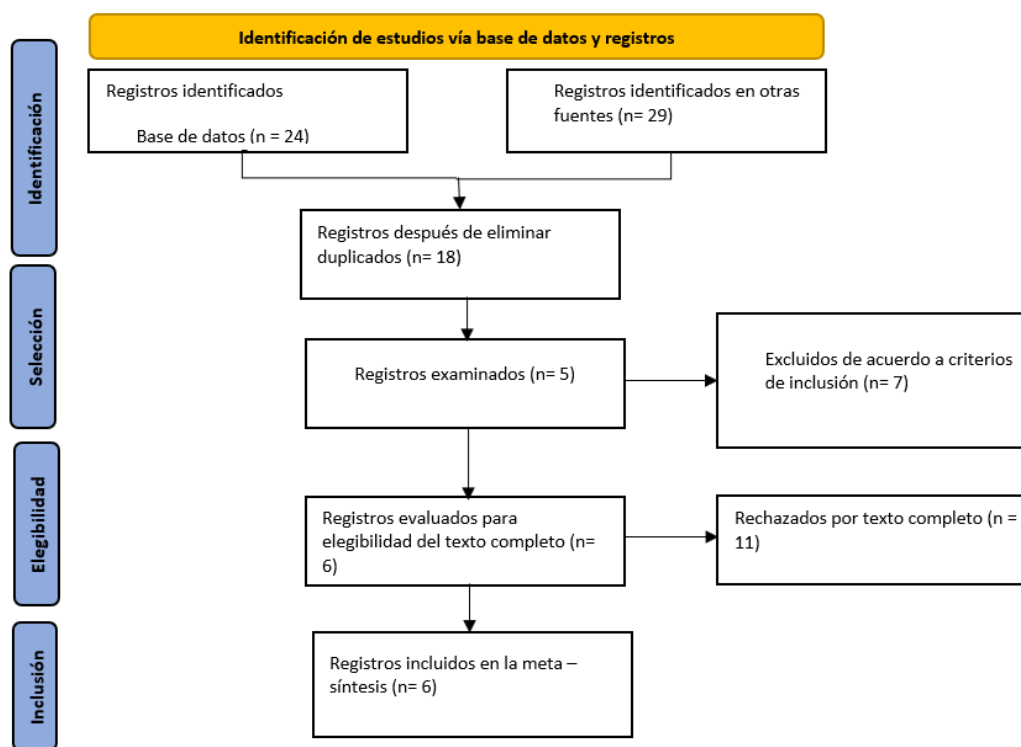 Identificación de estudios vía base de datos y registros
Identificación
Registros identificados
Base de datos (n = 24)
Registros identificados en otras
fuentes (n= 29)
Registros después de eliminar
duplicados (n= 18)
Selección
Registros examinados (n= 5)
Excluidos de acuerdo a criterios
de inclusión (n= 7)
Elegibilidad
Registros evaluados para
elegibilidad del texto completo (n=
6)
Rechazados por texto completo (n =
11)
Inclusión
Registros incluidos en la meta –
síntesis (n= 6)